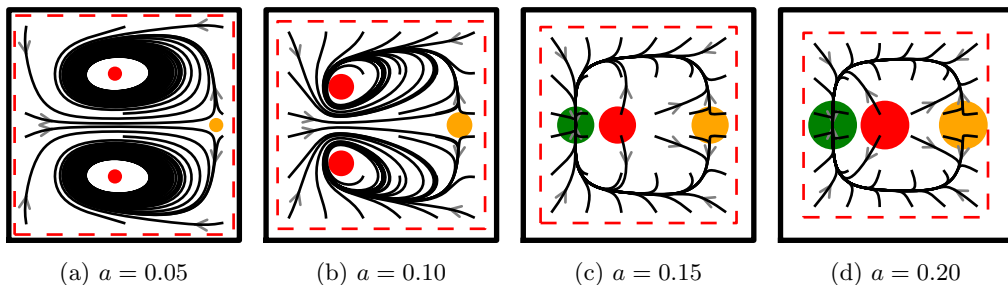 (a) a = 0.05 (b) a = 0.10 (c) a = 0.15 (d) a = 0.20